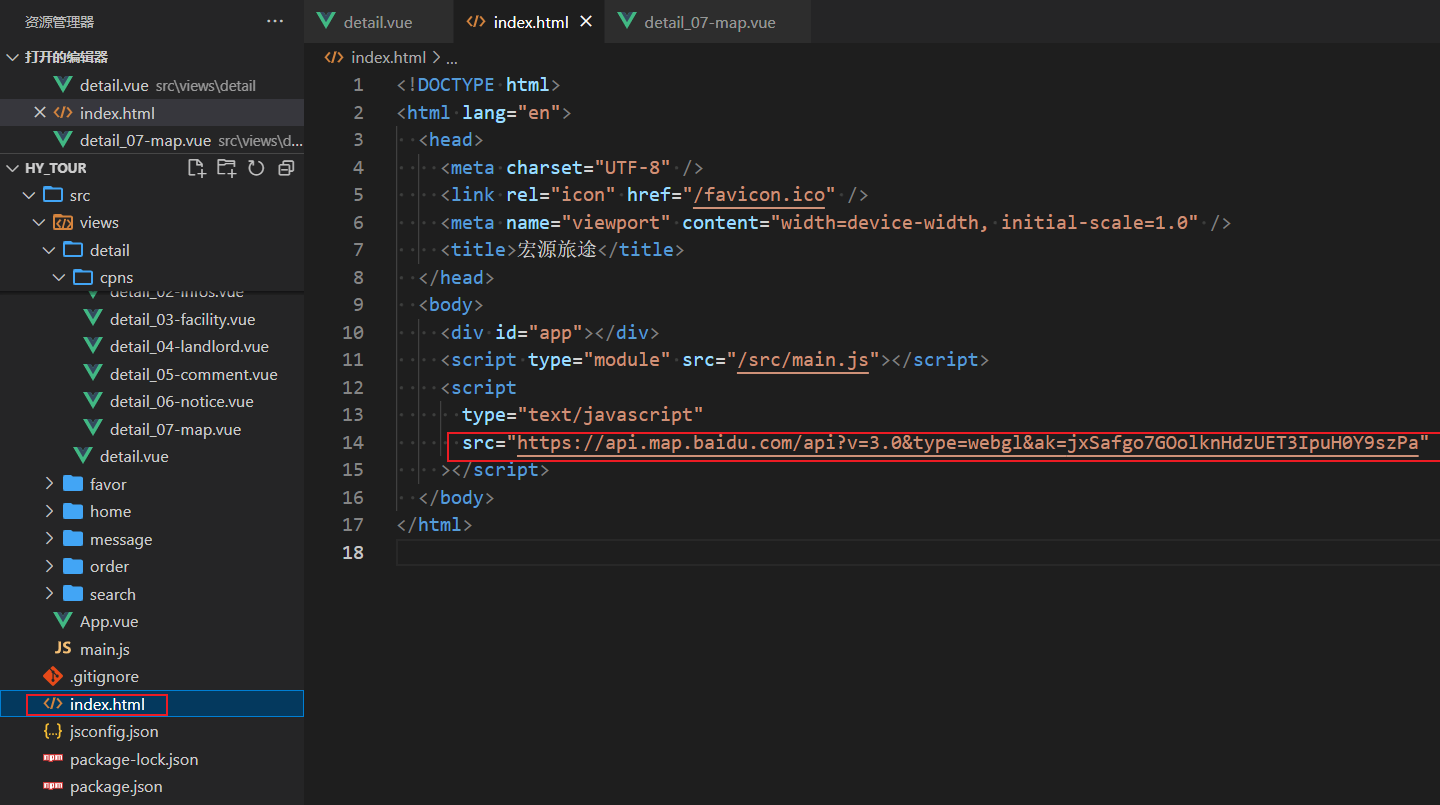 资源管理器
打开的编辑器
detail.vue src\views\detail
index.html
detail_07-map.vue src\views\d...
HY_TOUR
src
views
detail
cpns
detail_02-infos.vue
detail_03-facility.vue
detail_04-landlord.vue
detail_05-comment.vue
detail_06-notice.vue
detail_07-map.vue
detail.vue
favor
home
message
order
search
App.vue
JS main.js
.gitignore
index.html
jsconfig.json
npm package-lock.json
npm package.json
detail.vue index.html detail_07-map.vue
index.html > ...
1 <!DOCTYPE html>
2 <html lang="en">
3 <head>
4 <meta charset="UTF-8" />
5 <link rel="icon" href="/favicon.ico" />
6 <meta name="viewport" content="width=device-width, initial-scale=1.0" />
7 <title>宏源旅途</title>
8 </head>
9 <body>
10 <div id="app"></div>
11 <script type="module" src="/src/main.js"></script>
12 <script
13 type="text/javascript"
14 src="https://api.map.baidu.com/api?v=3.0&type=webgl&ak=jxSafgo7GOolknHdzUET3IpuH0Y9szPa"
15 ></script>
16 </body>
17 </html>
18